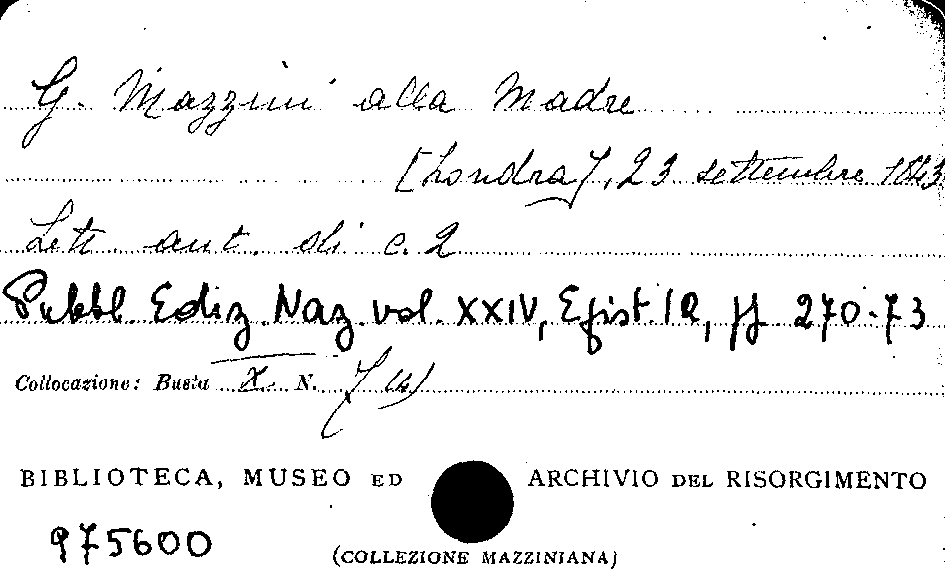 G. Mazzini alla Madre
[Londra], 23 settembre 1843
Lett. aut. di c. 2
Pubbl. Ediz. Naz. vol. XXIV, Epist. IX, pp. 270-73
Collocazione: Busta X N. 7 (4)
BIBLIOTECA, MUSEO ED ARCHIVIO DEL RISORGIMENTO
975600
(COLLEZIONE MAZZINIANA)